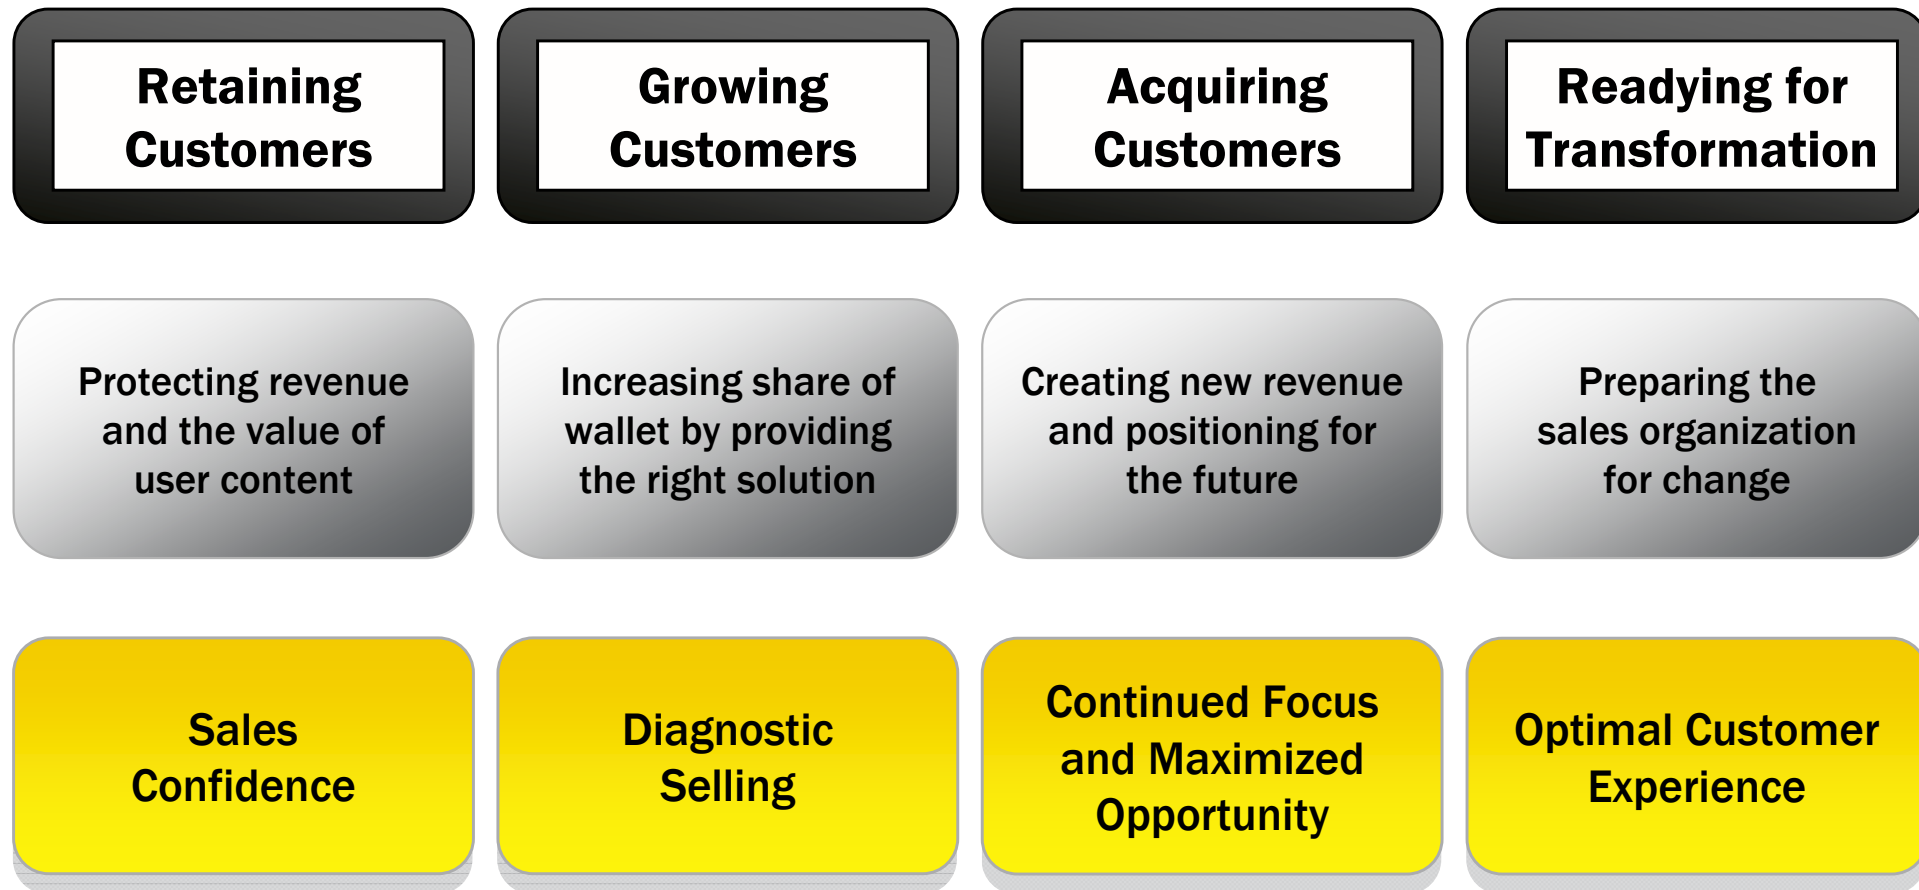 Retaining
Customers
Growing
Customers
Acquiring
Customers
Readying for
Transformation
Protecting revenue
and the value of
user content
Increasing share of
wallet by providing
the right solution
Creating new revenue
and positioning for
the future
Preparing the
sales organization
for change
Sales
Confidence
Diagnostic
Selling
Continued Focus
and Maximized
Opportunity
Optimal Customer
Experience